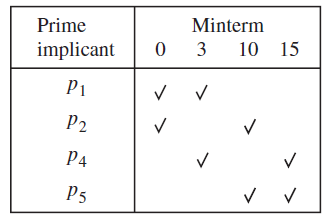 Prime Minterm
implicant 0 3 10 15
p1 ✓ ✓
p2 ✓ ✓
p4 ✓ ✓
p5 ✓ ✓